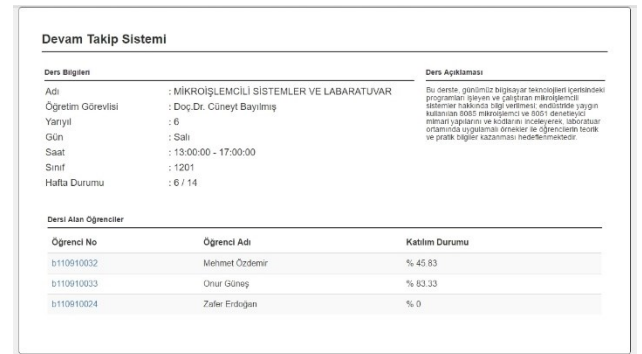 Devam Takip Sistemi
Ders Bilgileri
Adı : MİKROİŞLEMCİLİ SİSTEMLER VE LABARATUVAR
Öğretim Görevlisi : Doç.Dr. Cüneyt Bayılmış
Yarıyıl : 6
Gün : Salı
Saat : 13:00:00 - 17:00:00
Sınıf : 1201
Hafta Durumu : 6 / 14
Ders Açıklaması
Bu derste, günümüz bilgisayar teknolojileri içerisindeki
programları işleyen ve çalıştıran mikroişlemcili
sistemler hakkında bilgi verilmesi; endüstride yaygın
kullanılan 8085 mikroişlemci ve 8051 denetleyici
mimari yapılarını ve kodlarını inceleyerek, laboratuar
ortamında uygulamalı örnekler ile öğrencilerin teorik
ve pratik bilgiler kazanması hedeflenmektedir.
Dersi Alan Öğrenciler
Öğrenci No Öğrenci Adı Katılım Durumu
b110910032 Mehmet Özdemir % 45.83
b110910033 Onur Güneş % 83.33
b110910024 Zafer Erdoğan % 0